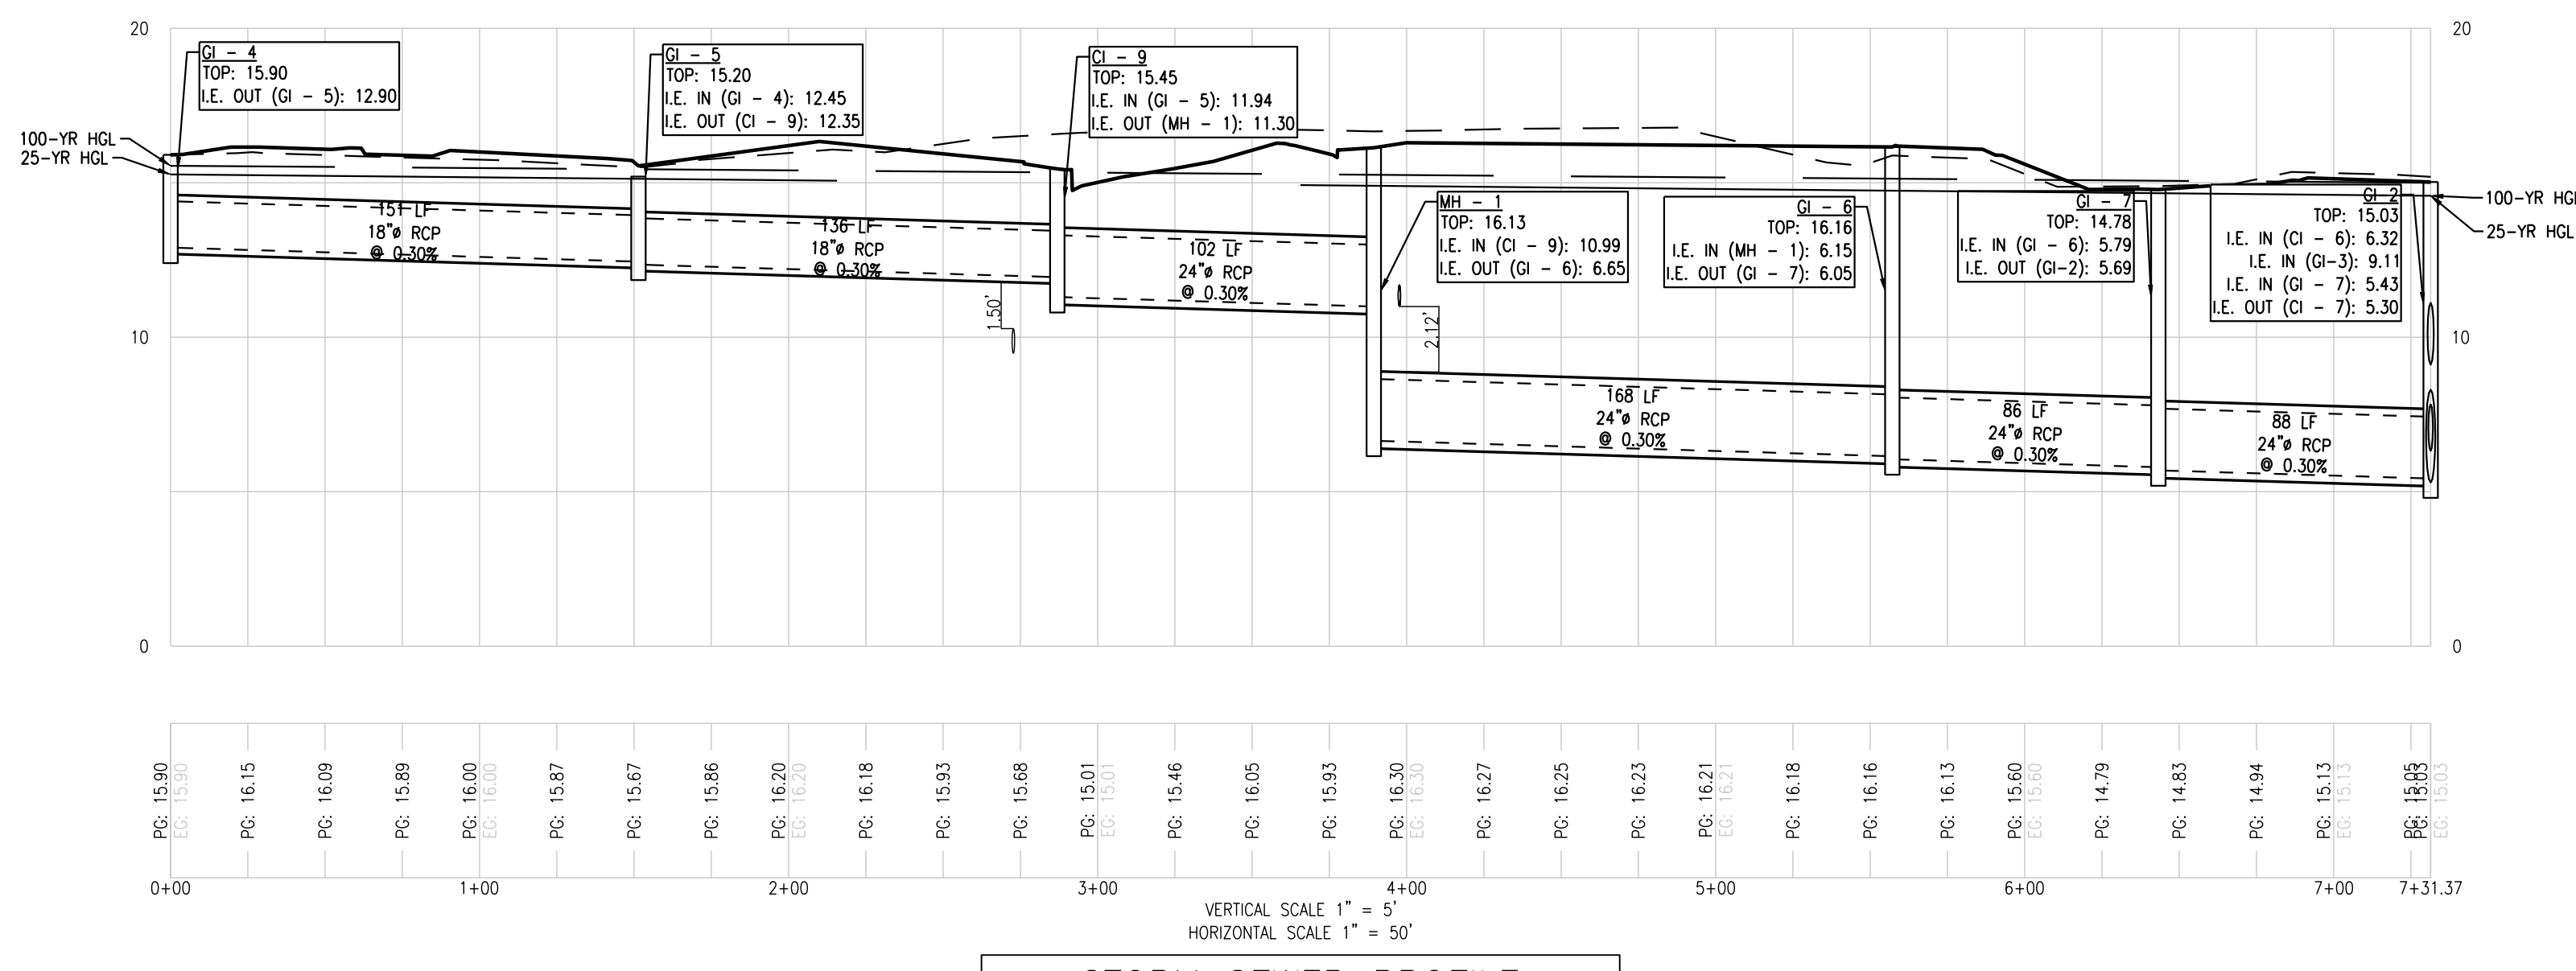 20
20
GI - 4
TOP: 15.90
I.E. OUT (GI - 5): 12.90
GI - 5
TOP: 15.20
I.E. IN (GI - 4): 12.45
I.E. OUT (CI - 9): 12.35
CI - 9
TOP: 15.45
I.E. IN (GI - 5): 11.94
I.E. OUT (MH - 1): 11.30
100-YR HGL
25-YR HGL
MH - 1
TOP: 16.13
I.E. IN (CI - 9): 10.99
I.E. OUT (GI - 6): 6.65
GI - 6
TOP: 16.16
I.E. IN (MH - 1): 6.15
I.E. OUT (GI - 7): 6.05
GI - 7
TOP: 14.78
I.E. IN (GI - 6): 5.79
I.E. OUT (GI-2): 5.69
GI 2
TOP: 15.03
I.E. IN (CI - 6): 6.32
I.E. IN (GI-3): 9.11
I.E. IN (GI - 7): 5.43
I.E. OUT (CI - 7): 5.30
100-YR HGL
25-YR HGL
151 LF
18"ø RCP
@ 0.30%
136 LF
18"ø RCP
@ 0.30%
102 LF
24"ø RCP
@ 0.30%
1.50'
2.12'
10
10
168 LF
24"ø RCP
@ 0.30%
86 LF
24"ø RCP
@ 0.30%
88 LF
24"ø RCP
@ 0.30%
0
0
PG: 15.90
EG: 15.90
PG: 16.15
PG: 16.09
PG: 15.89
PG: 16.00
EG: 16.00
PG: 15.87
PG: 15.67
PG: 15.86
PG: 16.20
EG: 16.20
PG: 16.18
PG: 15.93
PG: 15.68
PG: 15.01
EG: 15.01
PG: 15.46
PG: 16.05
PG: 15.93
PG: 16.30
EG: 16.30
PG: 16.27
PG: 16.25
PG: 16.23
PG: 16.21
EG: 16.21
PG: 16.18
PG: 16.16
PG: 16.13
PG: 15.60
EG: 15.60
PG: 14.79
PG: 14.83
PG: 14.94
PG: 15.13
EG: 15.13
PG: 15.05
PG: 15.03
EG: 15.03
0+00
1+00
2+00
3+00
4+00
5+00
6+00
7+00
7+31.37
VERTICAL SCALE 1" = 5'
HORIZONTAL SCALE 1" = 50'